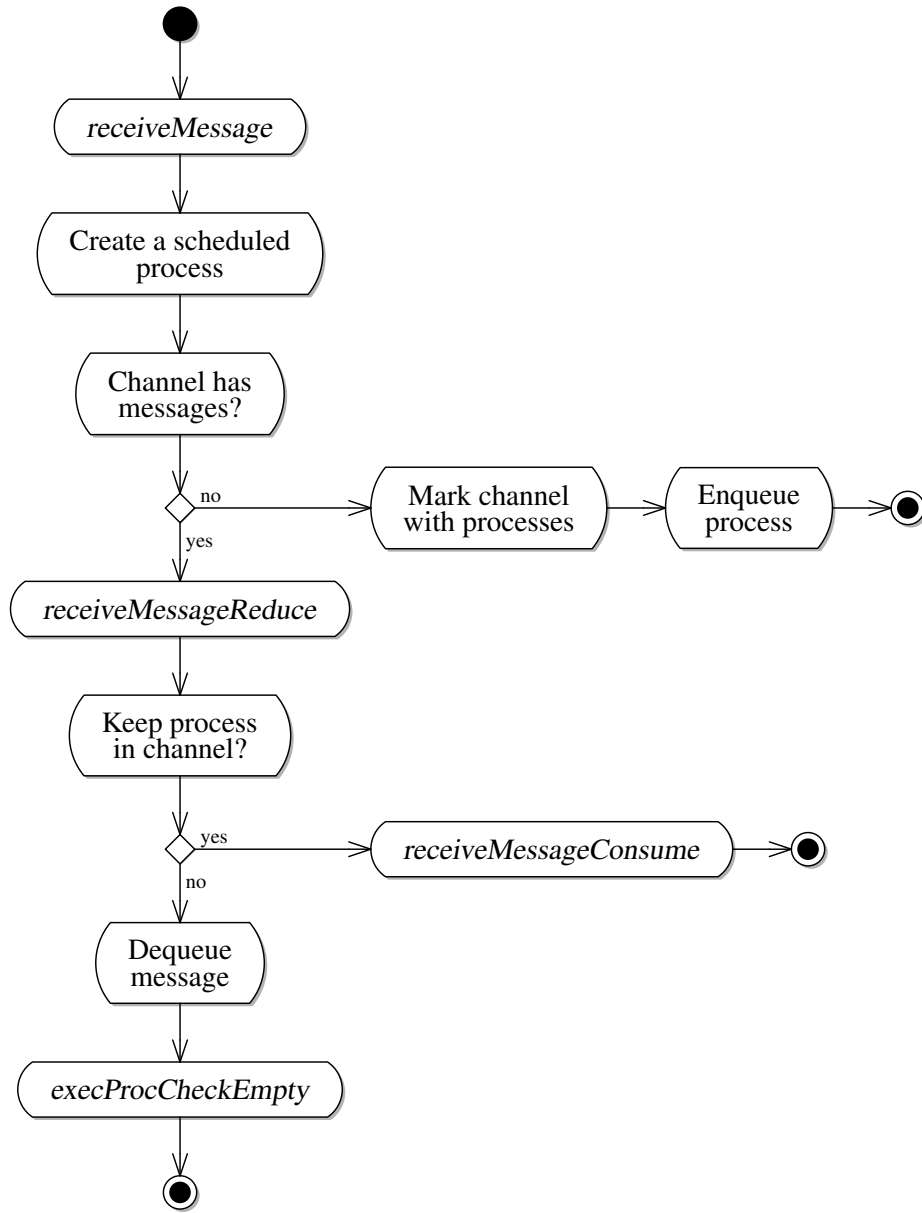 receiveMessage
Create a scheduled
process
Channel has
messages?
no
Mark channel
with processes
Enqueue
process
yes
receiveMessageReduce
Keep process
in channel?
yes
receiveMessageConsume
no
Dequeue
message
execProcCheckEmpty